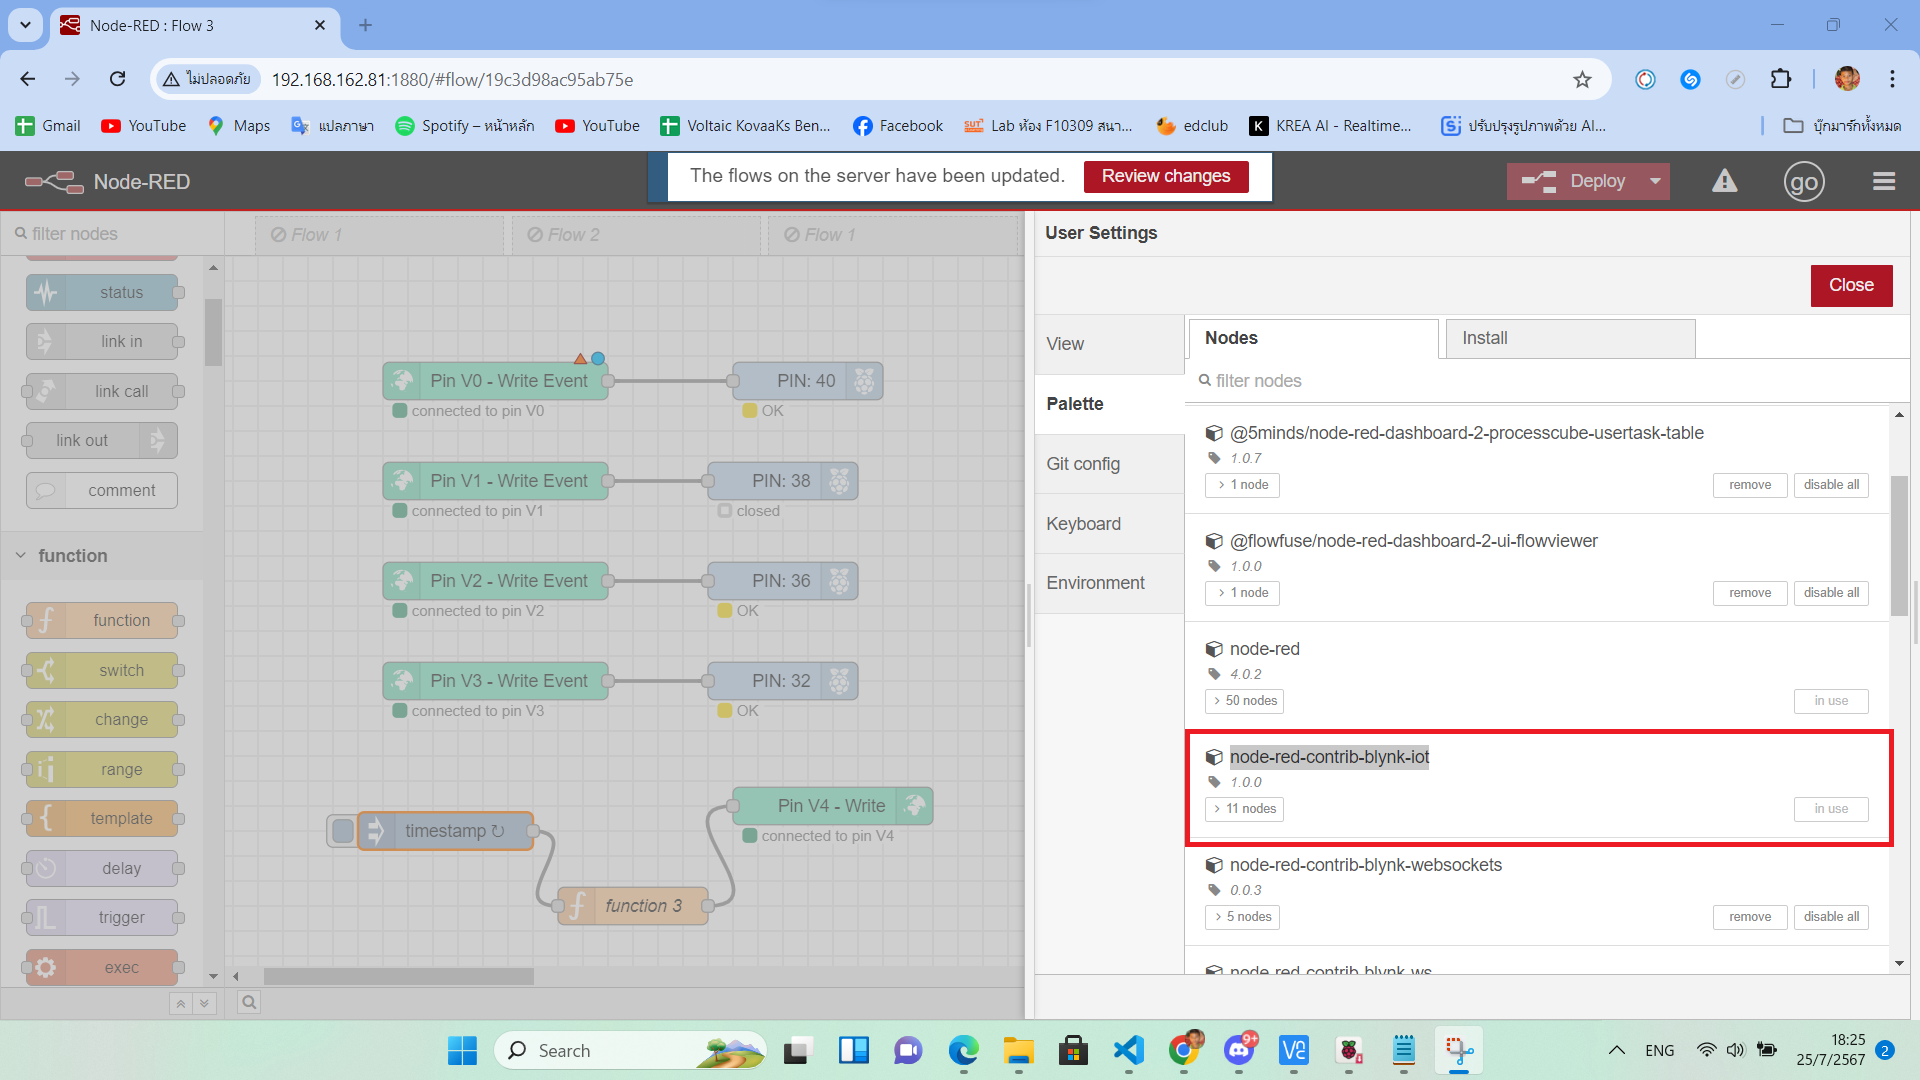 Node-RED : Flow 3
ไม่ปลอดภัย
192.168.162.81:1880/#flow/19c3d98ac95ab75e
Gmail
YouTube
Maps
แปลภาษา
Spotify – หน้าหลัก
YouTube
Voltaic KovaaKs Ben...
Facebook
Lab ห้อง F10309 สนา...
edclub
KREA AI - Realtime...
ปรับปรุงรูปภาพด้วย AI...
บุ๊กมาร์กทั้งหมด
Node-RED
The flows on the server have been updated.
Review changes
Deploy
go
filter nodes
Flow 1
Flow 2
Flow 1
status
link in
link call
link out
comment
function
function
switch
change
range
template
delay
trigger
exec
Pin V0 - Write Event
connected to pin V0
PIN: 40
OK
Pin V1 - Write Event
connected to pin V1
PIN: 38
closed
Pin V2 - Write Event
connected to pin V2
PIN: 36
OK
Pin V3 - Write Event
connected to pin V3
PIN: 32
OK
timestamp ↻
function 3
Pin V4 - Write
connected to pin V4
User Settings
Close
View
Palette
Git config
Keyboard
Environment
Nodes
Install
filter nodes
@5minds/node-red-dashboard-2-processcube-usertask-table
1.0.7
1 node
remove
disable all
@flowfuse/node-red-dashboard-2-ui-flowviewer
1.0.0
1 node
remove
disable all
node-red
4.0.2
50 nodes
in use
node-red-contrib-blynk-iot
1.0.0
11 nodes
in use
node-red-contrib-blynk-websockets
0.0.3
5 nodes
remove
disable all
node-red-contrib-blynk-ws
Search
9+
ENG
18:25
25/7/2567
2